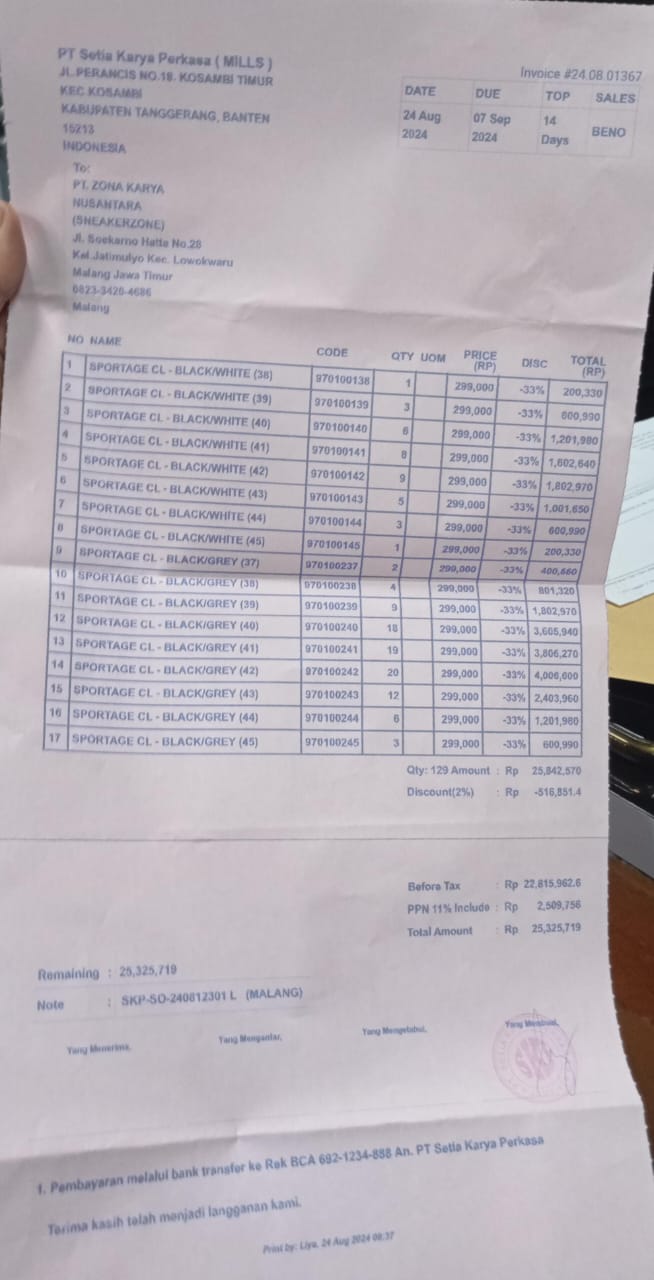 PT Setia Karya Perkasa ( MILLS )
JL.PERANCIS NO.18. KOSAMBI TIMUR
KEC KOSAMBI
KABUPATEN TANGGERANG, BANTEN
15213
INDONESIA
Invoice #24.08.01367
DATE DUE TOP SALES
24 Aug 2024 07 Sep 2024 14 Days BENO
To:
PT. ZONA KARYA
NUSANTARA
(SNEAKERZONE)
Jl. Soekarno Hatta No.28
Kel.Jatimulyo Kec. Lowokwaru
Malang Jawa Timur
0823-3420-4686
Malang
NO NAME CODE QTY UOM PRICE (RP) DISC TOTAL (RP)
1 SPORTAGE CL - BLACK/WHITE (38) 970100138 1 299,000 -33% 200,330
2 SPORTAGE CL - BLACK/WHITE (39) 970100139 3 299,000 -33% 600,990
3 SPORTAGE CL - BLACK/WHITE (40) 970100140 6 299,000 -33% 1,201,980
4 SPORTAGE CL - BLACK/WHITE (41) 970100141 8 299,000 -33% 1,602,640
5 SPORTAGE CL - BLACK/WHITE (42) 970100142 9 299,000 -33% 1,802,970
6 SPORTAGE CL - BLACK/WHITE (43) 970100143 5 299,000 -33% 1,001,650
7 SPORTAGE CL - BLACK/WHITE (44) 970100144 3 299,000 -33% 600,990
8 SPORTAGE CL - BLACK/WHITE (45) 970100145 1 299,000 -33% 200,330
9 SPORTAGE CL - BLACK/GREY (37) 970100237 2 299,000 -33% 400,660
10 SPORTAGE CL - BLACK/GREY (38) 970100238 4 299,000 -33% 801,320
11 SPORTAGE CL - BLACK/GREY (39) 970100239 9 299,000 -33% 1,802,970
12 SPORTAGE CL - BLACK/GREY (40) 970100240 18 299,000 -33% 3,605,940
13 SPORTAGE CL - BLACK/GREY (41) 970100241 19 299,000 -33% 3,806,270
14 SPORTAGE CL - BLACK/GREY (42) 970100242 20 299,000 -33% 4,006,600
15 SPORTAGE CL - BLACK/GREY (43) 970100243 12 299,000 -33% 2,403,960
16 SPORTAGE CL - BLACK/GREY (44) 970100244 6 299,000 -33% 1,201,980
17 SPORTAGE CL - BLACK/GREY (45) 970100245 3 299,000 -33% 600,990
Qty: 129 Amount : Rp 25,842,570
Discount(2%) : Rp -516,851.4
Before Tax : Rp 22,815,962.6
PPN 11% Include : Rp 2,509,756
Total Amount : Rp 25,325,719
Remaining : 25,325,719
Note : SKP-SO-240812301 L (MALANG)
Yang Menerima, Yang Mengantar, Yang Mengetahui, Yang Membuat,
1. Pembayaran melalui bank transfer ke Rek BCA 692-1234-888 An. PT Setia Karya Perkasa
Terima kasih telah menjadi langganan kami.
Print by: Liya, 24 Aug 2024 08:37